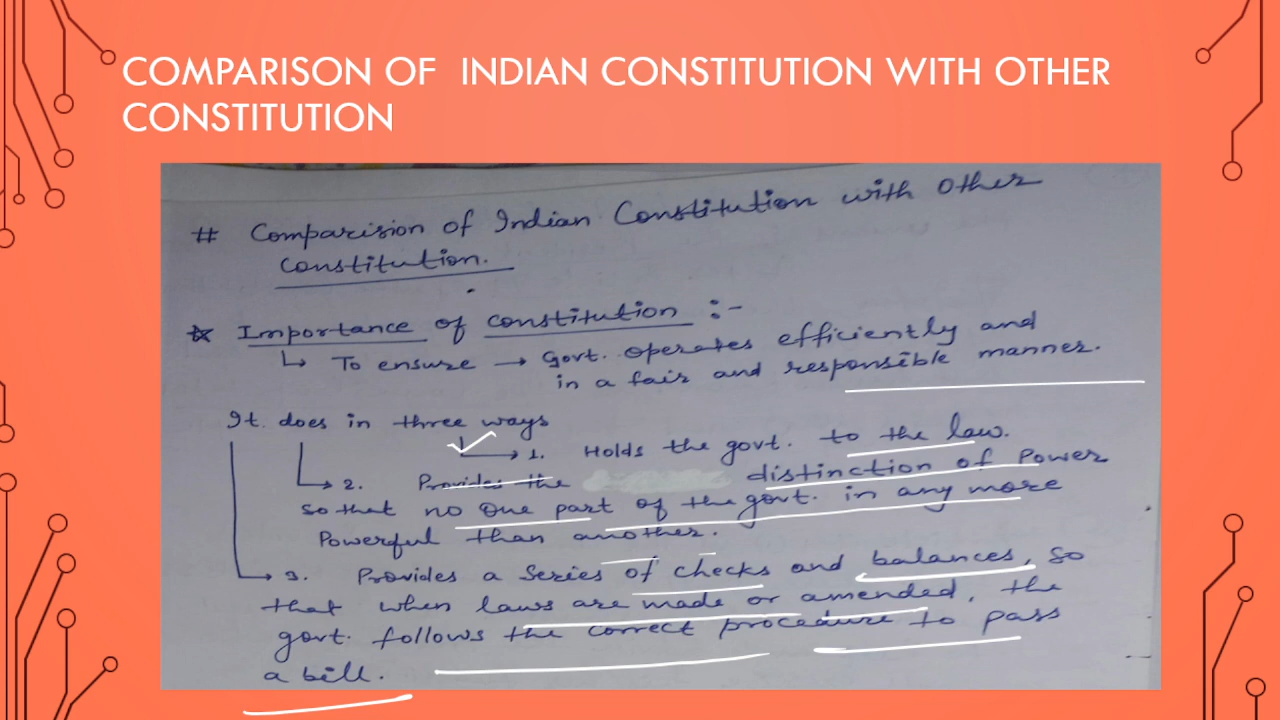 COMPARISON OF INDIAN CONSTITUTION WITH OTHER
CONSTITUTION
# Comparision of Indian Constitution with other
constitution.
☆ Importance of constitution :-
↳ To ensure → Govt. operates efficiently and
in a fair and responsible manner.
It does in three ways
→ 1. Holds the govt. to the law.
→ 2. Provides the distinction of Power
so that no one part of the govt. in any more
Powerful than another.
→ 3. Provides a series of checks and balances, so
that when laws are made or amended, the
govt. follows the correct procedure to pass
a bill.